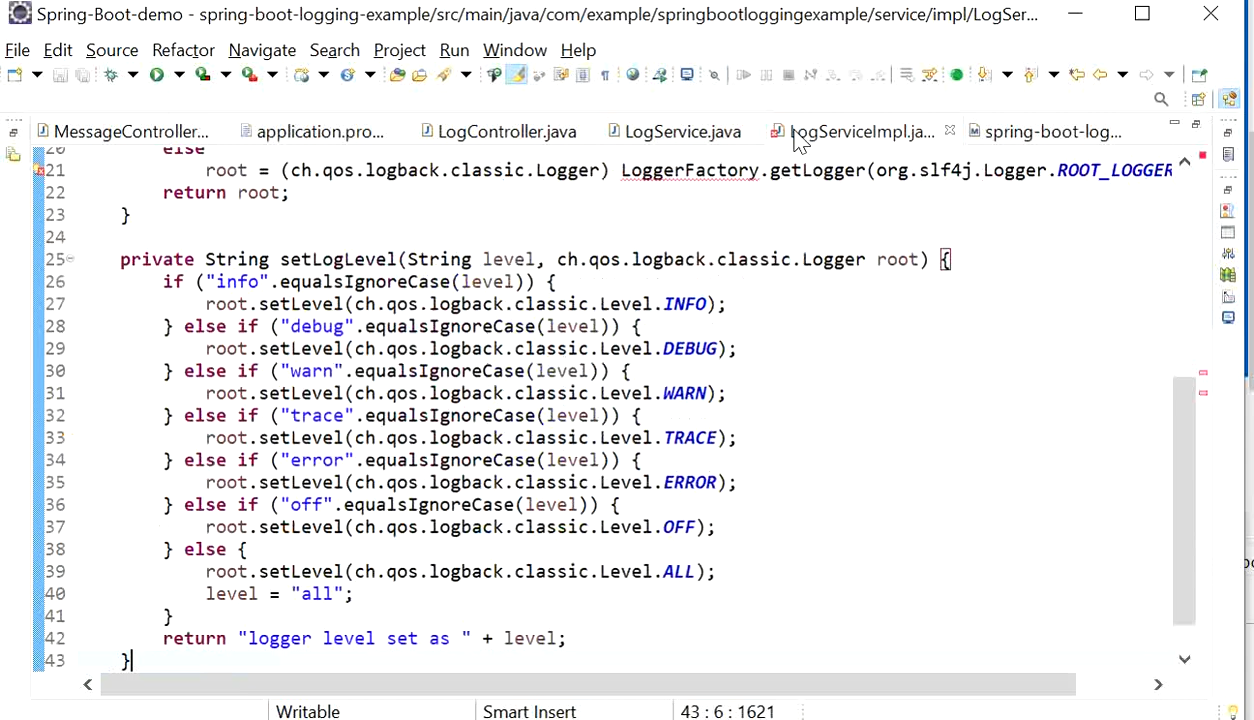 Spring-Boot-demo - spring-boot-logging-example/src/main/java/com/example/springbootloggingexample/service/impl/LogSer...
File Edit Source Refactor Navigate Search Project Run Window Help
MessageController... application.pro... LogController.java LogService.java LogServiceImpl.ja... spring-boot-log...
20 else
21 root = (ch.qos.logback.classic.Logger) LoggerFactory.getLogger(org.slf4j.Logger.ROOT_LOGGER
22 return root;
23 }
24
25 private String setLogLevel(String level, ch.qos.logback.classic.Logger root) {
26 if ("info".equalsIgnoreCase(level)) {
27 root.setLevel(ch.qos.logback.classic.Level.INFO);
28 } else if ("debug".equalsIgnoreCase(level)) {
29 root.setLevel(ch.qos.logback.classic.Level.DEBUG);
30 } else if ("warn".equalsIgnoreCase(level)) {
31 root.setLevel(ch.qos.logback.classic.Level.WARN);
32 } else if ("trace".equalsIgnoreCase(level)) {
33 root.setLevel(ch.qos.logback.classic.Level.TRACE);
34 } else if ("error".equalsIgnoreCase(level)) {
35 root.setLevel(ch.qos.logback.classic.Level.ERROR);
36 } else if ("off".equalsIgnoreCase(level)) {
37 root.setLevel(ch.qos.logback.classic.Level.OFF);
38 } else {
39 root.setLevel(ch.qos.logback.classic.Level.ALL);
40 level = "all";
41 }
42 return "logger level set as " + level;
43 }
Writable Smart Insert 43 : 6 : 1621